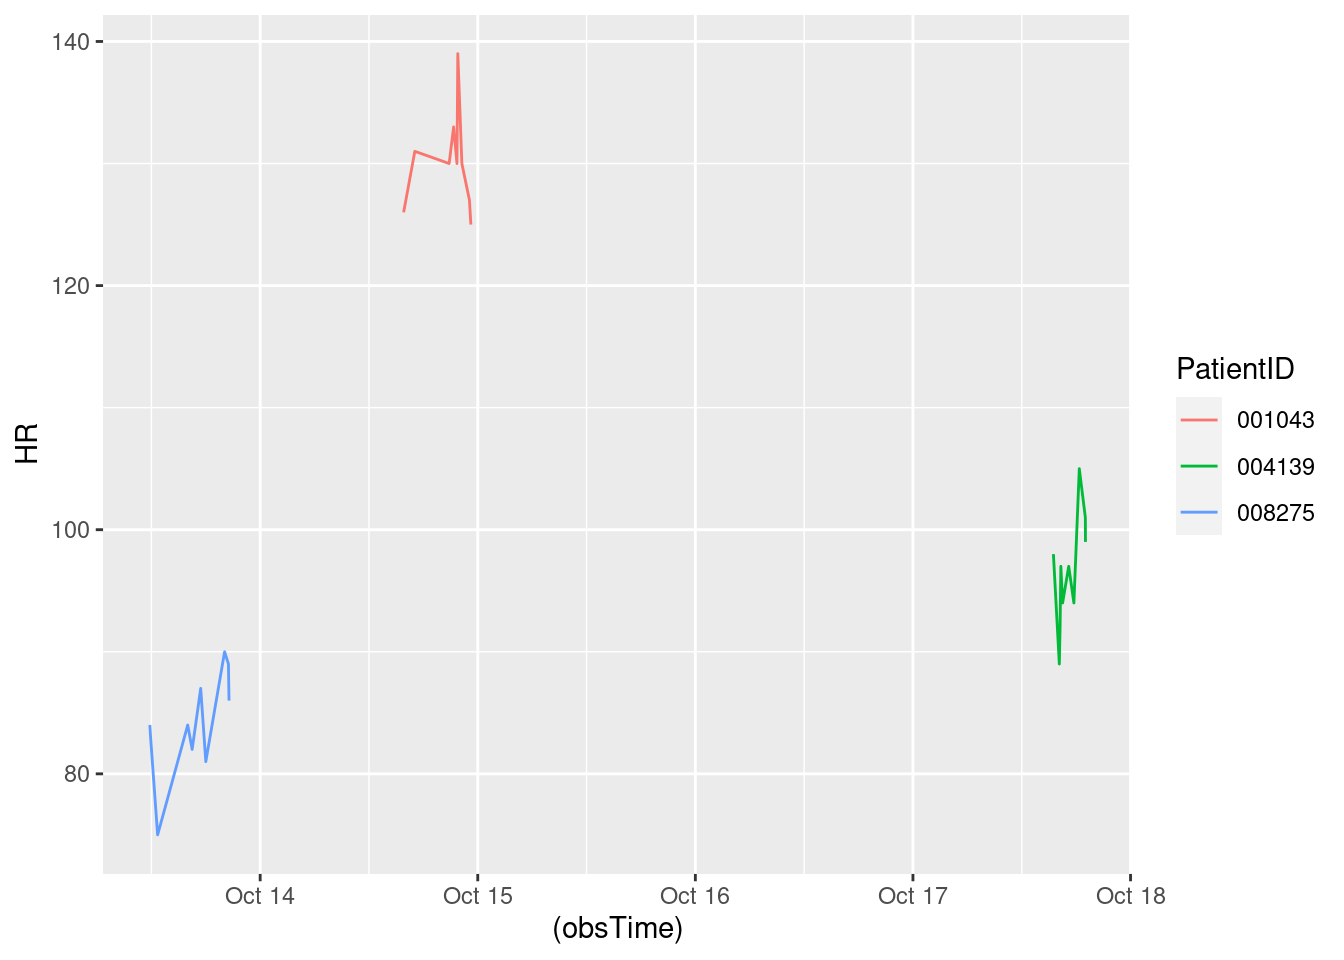 140
120
100
80
HR
Oct 14
Oct 15
Oct 16
Oct 17
Oct 18
(obsTime)
PatientID
001043
004139
008275